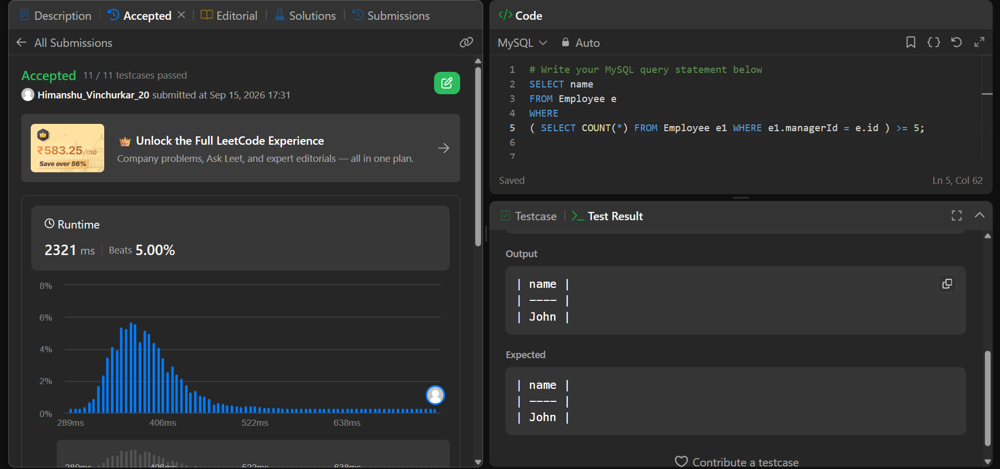 Description
Accepted
Editorial
Solutions
Submissions
All Submissions
Accepted 11 / 11 testcases passed
Himanshu_Vinchurkar_20 submitted at Sep 15, 2026 17:31
₹583.25/mo
Save over 56%
Unlock the Full LeetCode Experience
Company problems, Ask Leet, and expert editorials — all in one plan.
Runtime
2321 ms Beats 5.00%
8%
6%
4%
2%
0%
289ms 406ms 522ms 638ms
289ms 406ms 522ms 638ms
</> Code
MySQL Auto
1 # Write your MySQL query statement below
2 SELECT name
3 FROM Employee e
4 WHERE
5 ( SELECT COUNT(*) FROM Employee e1 WHERE e1.managerId = e.id ) >= 5;
6
7
Saved Ln 5, Col 62
Testcase
Test Result
Output
| name |
| ---- |
| John |
Expected
| name |
| ---- |
| John |
Contribute a testcase